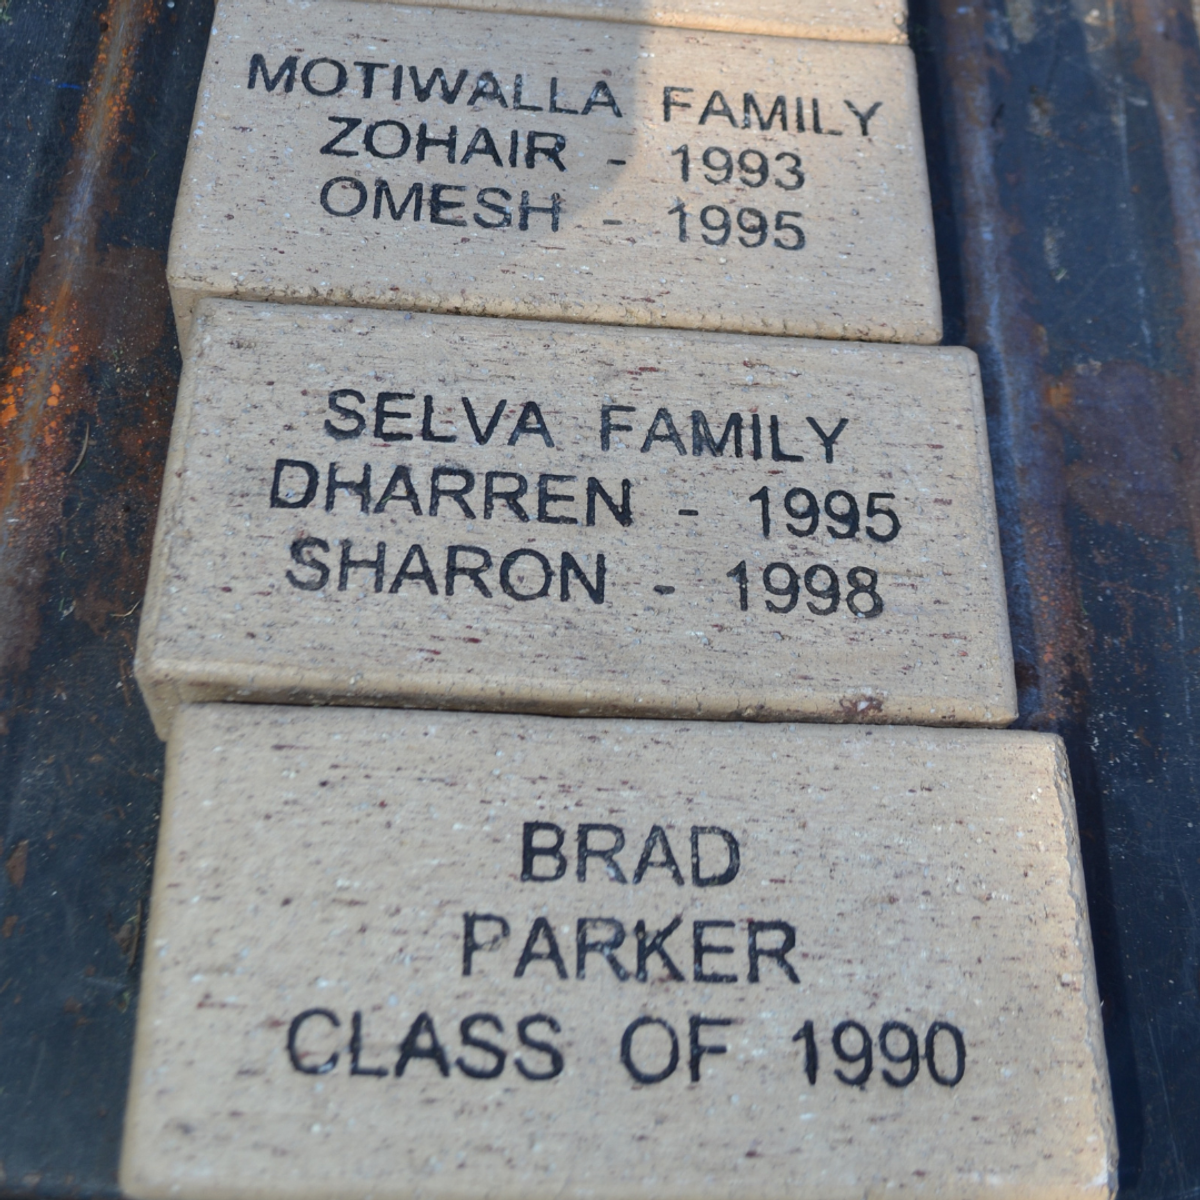 MOTIWALLA FAMILY
ZOHAIR - 1993
OMESH - 1995
SELVA FAMILY
DHARREN - 1995
SHARON - 1998
BRAD
PARKER
CLASS OF 1990